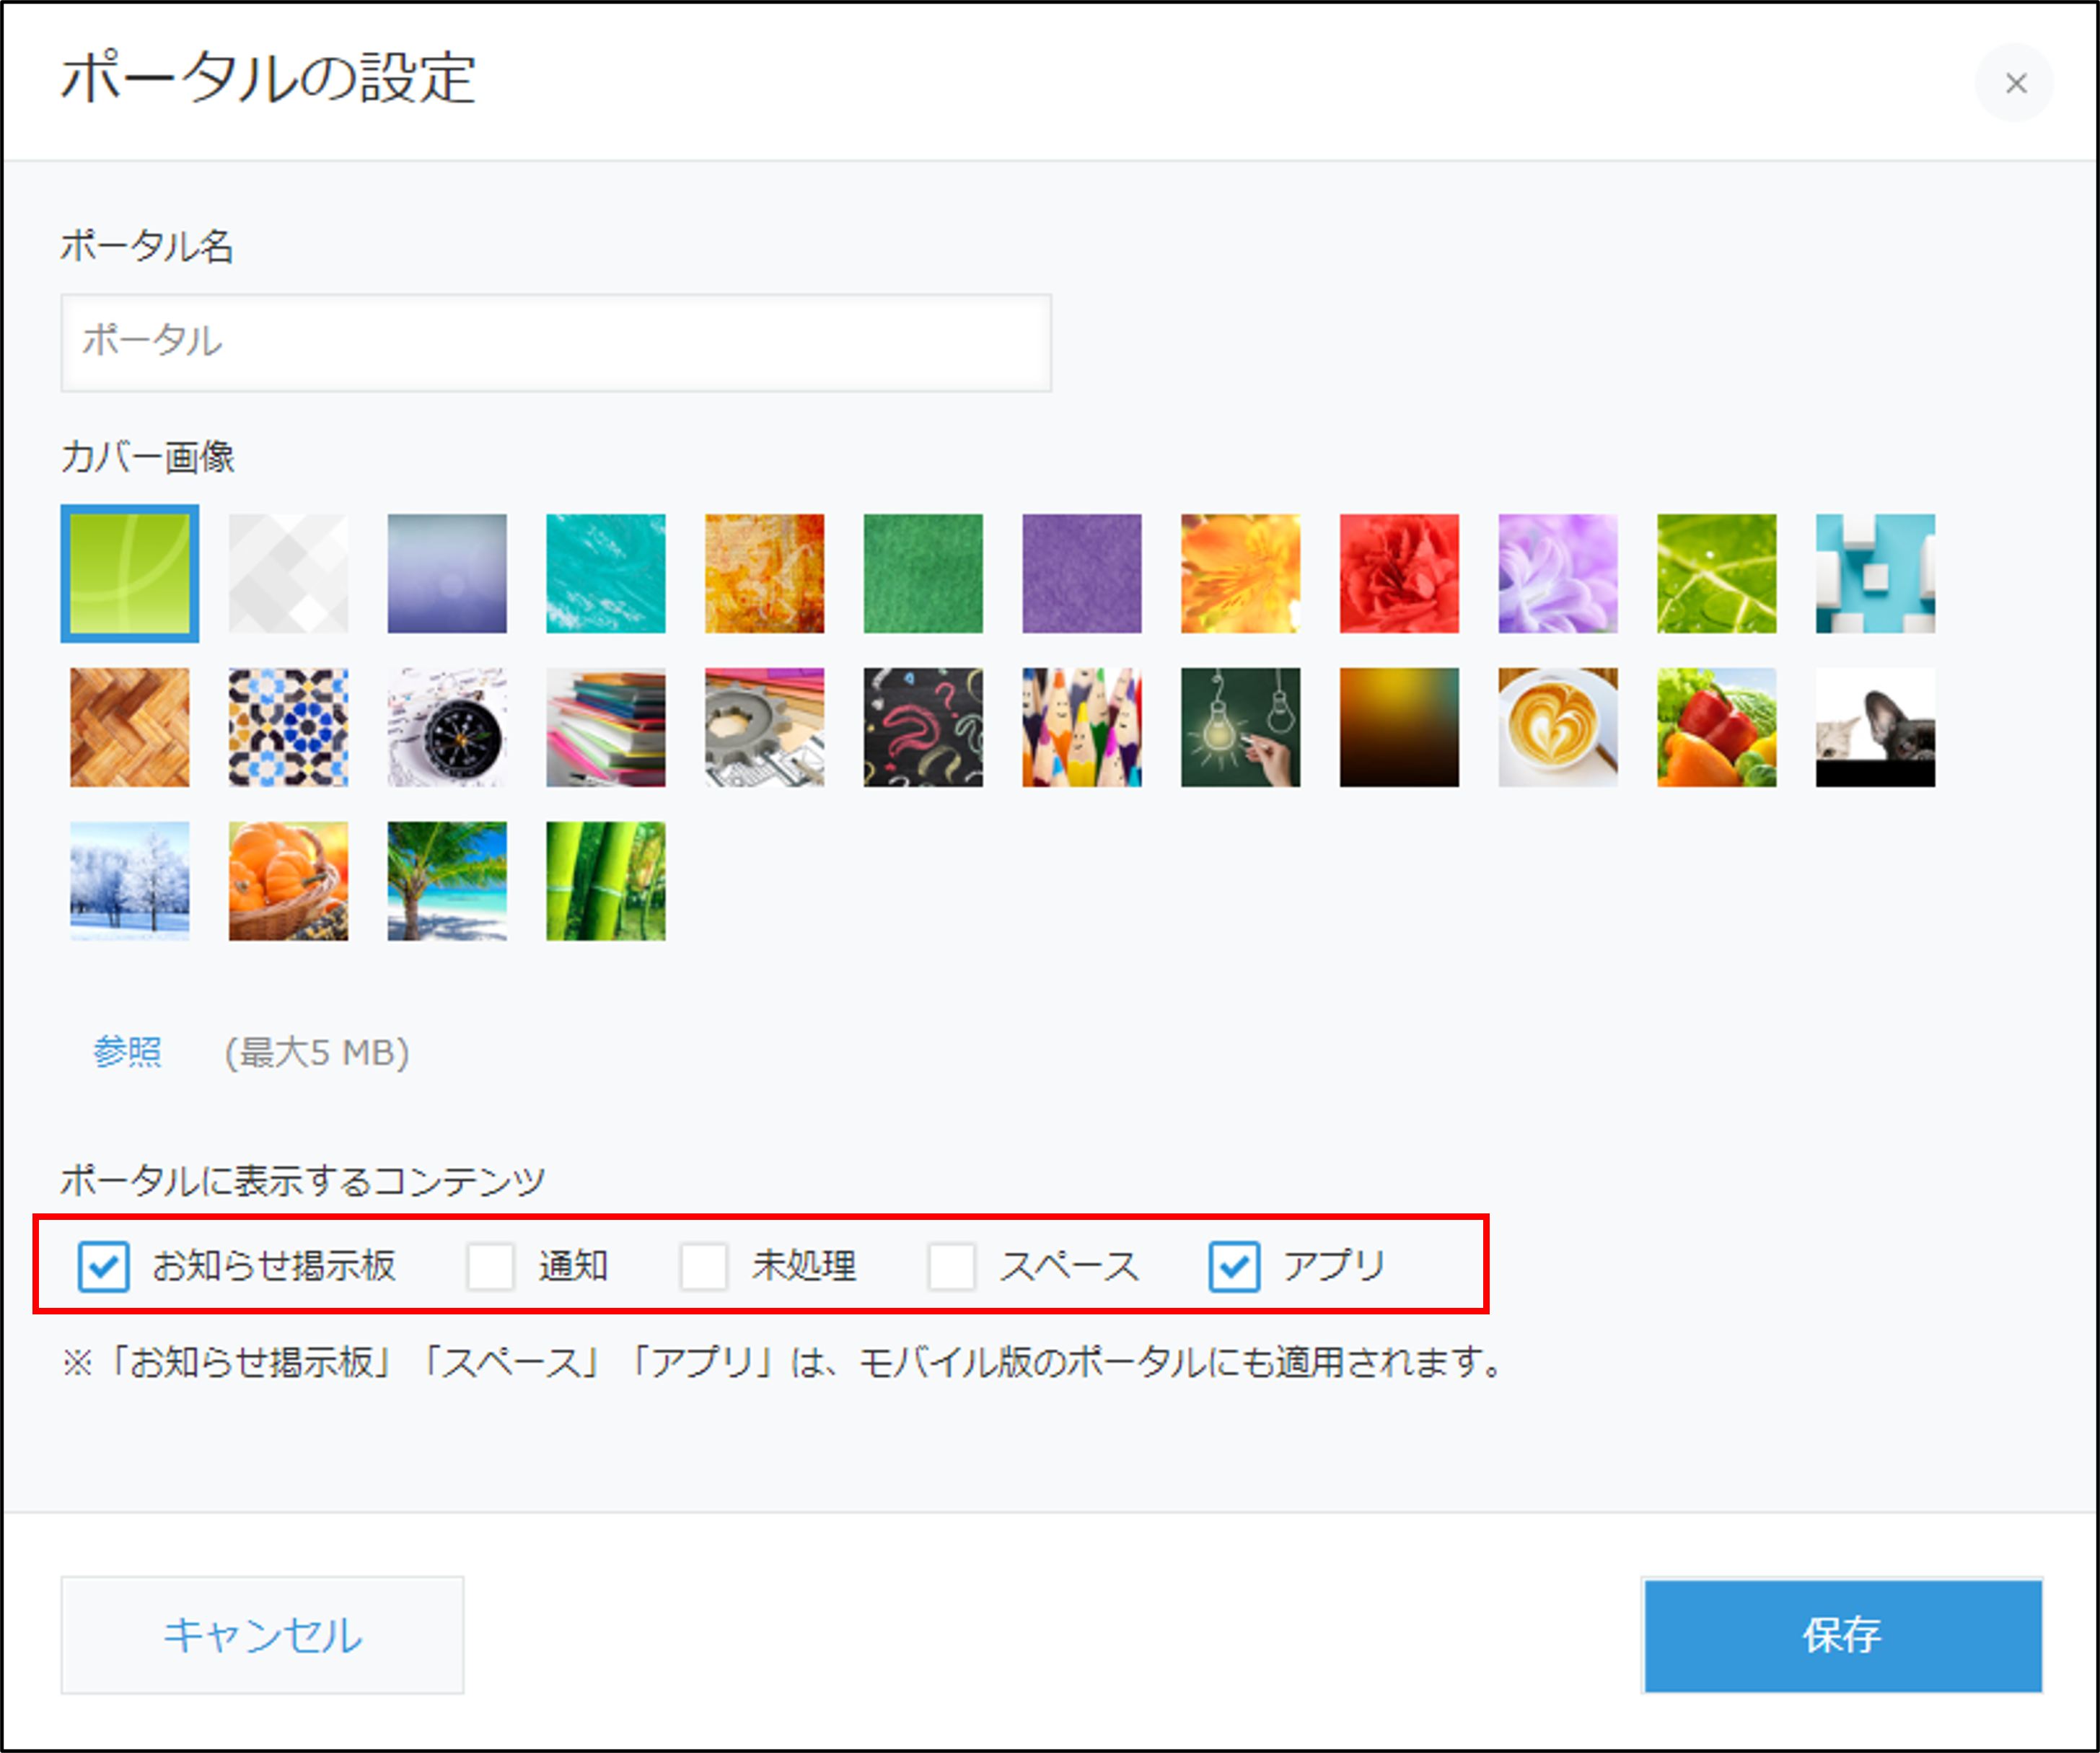 ポータルの設定
×
ポータル名
ポータル
カバー画像
参照 (最大5 MB)
ポータルに表示するコンテンツ
お知らせ掲示板 通知 未処理 スペース アプリ
※「お知らせ掲示板」「スペース」「アプリ」は、モバイル版のポータルにも適用されます。
キャンセル 保存